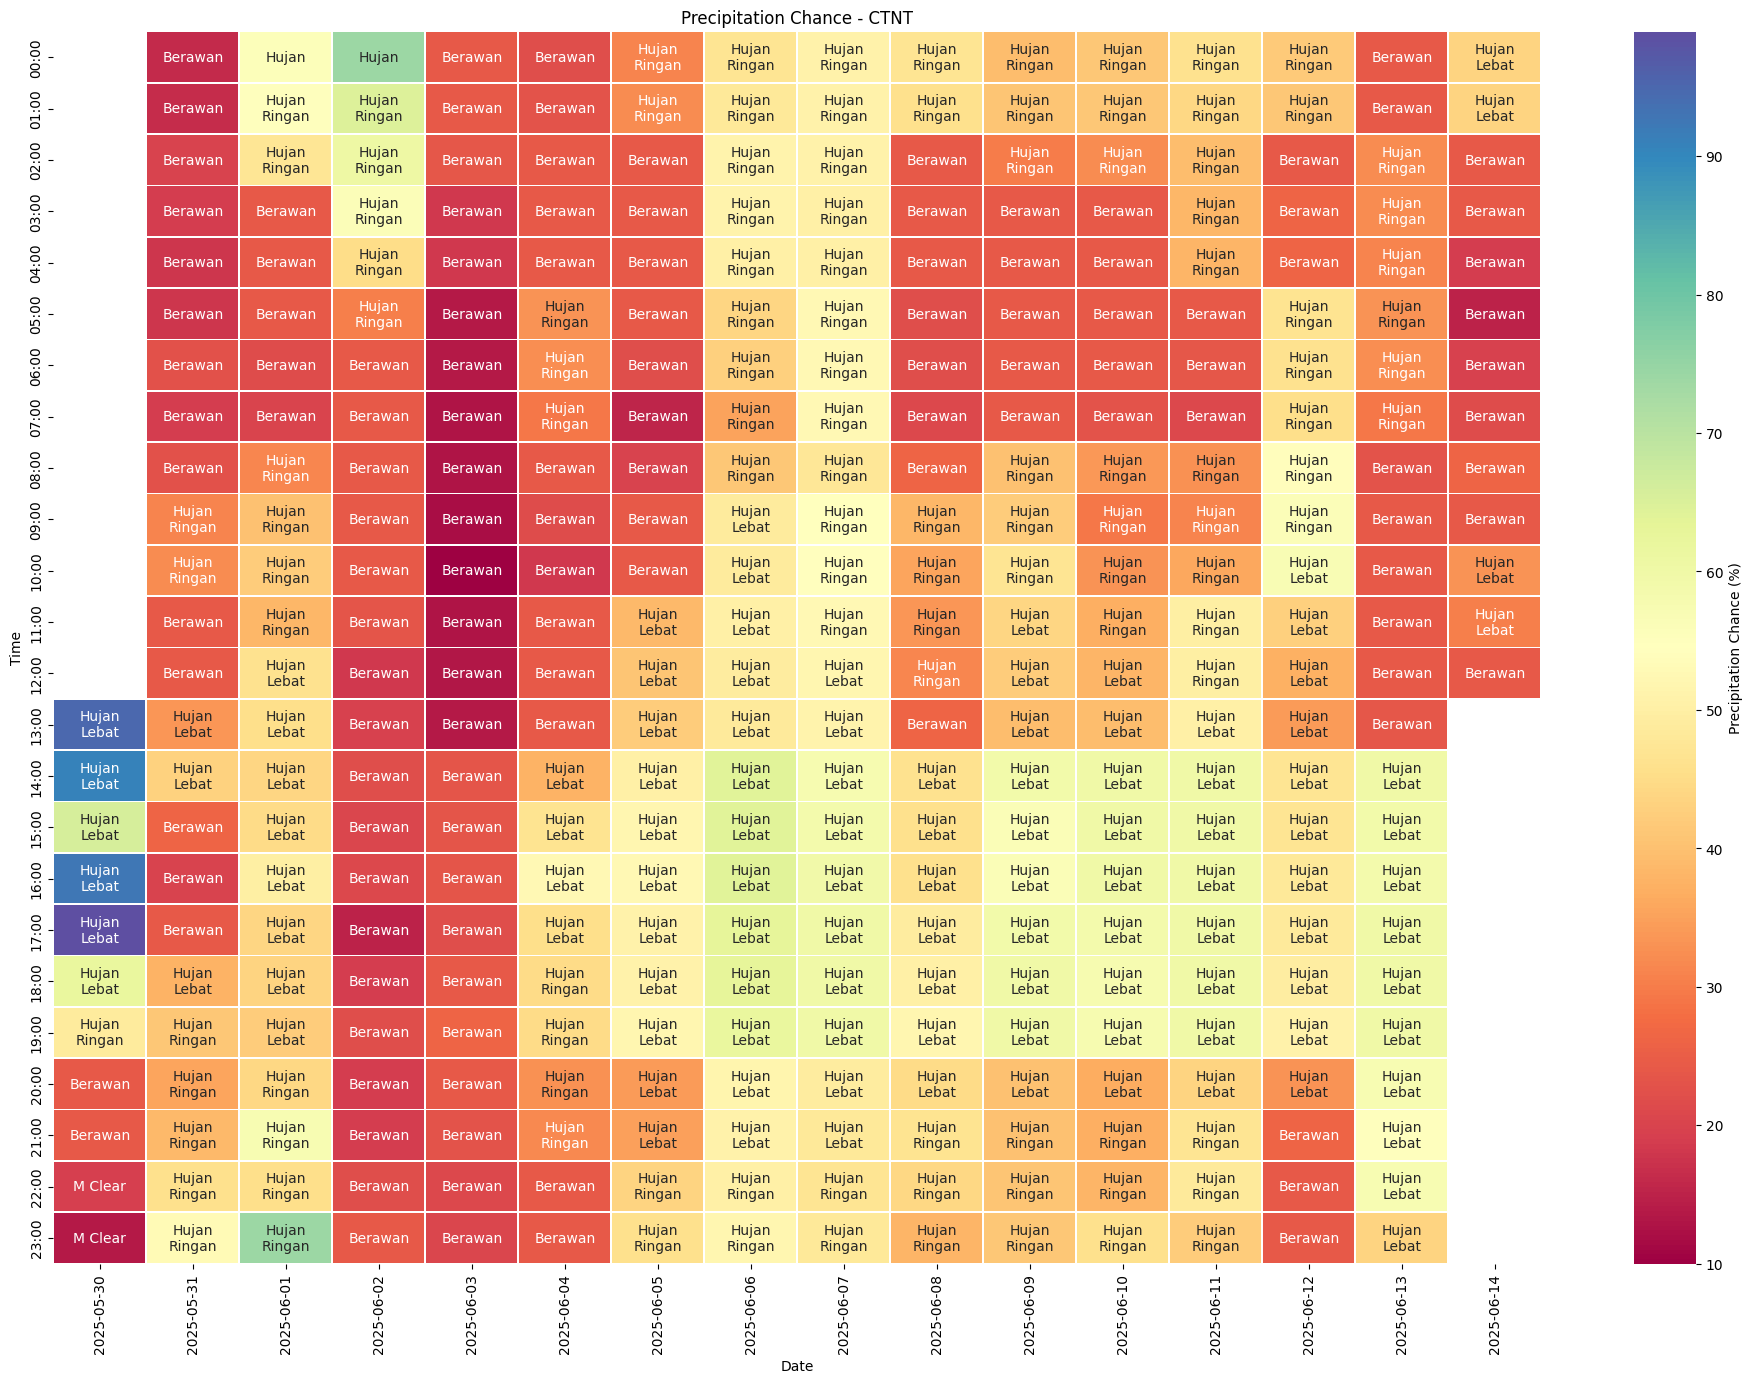 Precipitation Chance - CTNT
00:00 Berawan Hujan Hujan Berawan Berawan Hujan Ringan Hujan Ringan Hujan Ringan Hujan Ringan Hujan Ringan Hujan Ringan Hujan Ringan Hujan Ringan Berawan Hujan Lebat
01:00 Berawan Hujan Ringan Hujan Ringan Berawan Berawan Hujan Ringan Hujan Ringan Hujan Ringan Hujan Ringan Hujan Ringan Hujan Ringan Hujan Ringan Hujan Ringan Berawan Hujan Lebat
02:00 Berawan Hujan Ringan Hujan Ringan Berawan Berawan Berawan Hujan Ringan Hujan Ringan Berawan Hujan Ringan Hujan Ringan Hujan Ringan Berawan Hujan Ringan Berawan
03:00 Berawan Berawan Hujan Ringan Berawan Berawan Berawan Hujan Ringan Hujan Ringan Berawan Berawan Berawan Hujan Ringan Berawan Hujan Ringan Berawan
04:00 Berawan Berawan Hujan Ringan Berawan Berawan Berawan Hujan Ringan Hujan Ringan Berawan Berawan Berawan Hujan Ringan Berawan Hujan Ringan Berawan
05:00 Berawan Berawan Hujan Ringan Berawan Hujan Ringan Berawan Hujan Ringan Hujan Ringan Berawan Berawan Berawan Berawan Hujan Ringan Hujan Ringan Berawan
06:00 Berawan Berawan Berawan Berawan Hujan Ringan Berawan Hujan Ringan Hujan Ringan Berawan Berawan Berawan Berawan Hujan Ringan Hujan Ringan Berawan
07:00 Berawan Berawan Berawan Berawan Hujan Ringan Berawan Hujan Ringan Hujan Ringan Berawan Berawan Berawan Berawan Hujan Ringan Hujan Ringan Berawan
08:00 Berawan Hujan Ringan Berawan Berawan Berawan Berawan Hujan Ringan Hujan Ringan Berawan Hujan Ringan Hujan Ringan Hujan Ringan Hujan Ringan Berawan Berawan
09:00 Hujan Ringan Hujan Ringan Berawan Berawan Berawan Berawan Hujan Lebat Hujan Ringan Hujan Ringan Hujan Ringan Hujan Ringan Hujan Ringan Hujan Ringan Berawan Berawan
10:00 Hujan Ringan Hujan Ringan Berawan Berawan Berawan Berawan Hujan Lebat Hujan Ringan Hujan Ringan Hujan Ringan Hujan Ringan Hujan Ringan Hujan Lebat Berawan Hujan Lebat
11:00 Berawan Hujan Ringan Berawan Berawan Berawan Hujan Lebat Hujan Lebat Hujan Ringan Hujan Ringan Hujan Lebat Hujan Ringan Hujan Ringan Hujan Lebat Berawan Hujan Lebat
12:00 Berawan Hujan Lebat Berawan Berawan Berawan Hujan Lebat Hujan Lebat Hujan Lebat Hujan Ringan Hujan Lebat Hujan Lebat Hujan Ringan Hujan Lebat Berawan Berawan
13:00 Hujan Lebat Hujan Lebat Hujan Lebat Berawan Berawan Berawan Hujan Lebat Hujan Lebat Hujan Lebat Berawan Hujan Lebat Hujan Lebat Hujan Lebat Hujan Lebat Berawan
14:00 Hujan Lebat Hujan Lebat Hujan Lebat Berawan Berawan Hujan Lebat Hujan Lebat Hujan Lebat Hujan Lebat Hujan Lebat Hujan Lebat Hujan Lebat Hujan Lebat Hujan Lebat Hujan Lebat
15:00 Hujan Lebat Berawan Hujan Lebat Berawan Berawan Hujan Lebat Hujan Lebat Hujan Lebat Hujan Lebat Hujan Lebat Hujan Lebat Hujan Lebat Hujan Lebat Hujan Lebat Hujan Lebat
16:00 Hujan Lebat Berawan Hujan Lebat Berawan Berawan Hujan Lebat Hujan Lebat Hujan Lebat Hujan Lebat Hujan Lebat Hujan Lebat Hujan Lebat Hujan Lebat Hujan Lebat Hujan Lebat
17:00 Hujan Lebat Berawan Hujan Lebat Berawan Berawan Hujan Lebat Hujan Lebat Hujan Lebat Hujan Lebat Hujan Lebat Hujan Lebat Hujan Lebat Hujan Lebat Hujan Lebat Hujan Lebat
18:00 Hujan Lebat Hujan Lebat Hujan Lebat Berawan Berawan Hujan Ringan Hujan Lebat Hujan Lebat Hujan Lebat Hujan Lebat Hujan Lebat Hujan Lebat Hujan Lebat Hujan Lebat Hujan Lebat
19:00 Hujan Ringan Hujan Ringan Hujan Lebat Berawan Berawan Hujan Ringan Hujan Lebat Hujan Lebat Hujan Lebat Hujan Lebat Hujan Lebat Hujan Lebat Hujan Lebat Hujan Lebat Hujan Lebat
20:00 Berawan Hujan Ringan Hujan Ringan Berawan Berawan Hujan Ringan Hujan Lebat Hujan Lebat Hujan Lebat Hujan Lebat Hujan Lebat Hujan Lebat Hujan Lebat Hujan Lebat Hujan Lebat
21:00 Berawan Hujan Ringan Hujan Ringan Berawan Berawan Hujan Ringan Hujan Lebat Hujan Lebat Hujan Lebat Hujan Ringan Hujan Ringan Hujan Ringan Hujan Ringan Berawan Hujan Lebat
22:00 M Clear Hujan Ringan Hujan Ringan Berawan Berawan Berawan Hujan Ringan Hujan Ringan Hujan Ringan Hujan Ringan Hujan Ringan Hujan Ringan Hujan Ringan Berawan Hujan Lebat
23:00 M Clear Hujan Ringan Hujan Ringan Berawan Berawan Berawan Hujan Ringan Hujan Ringan Hujan Ringan Hujan Ringan Hujan Ringan Hujan Ringan Hujan Ringan Berawan Hujan Lebat
Time
2025-05-30 2025-05-31 2025-06-01 2025-06-02 2025-06-03 2025-06-04 2025-06-05 2025-06-06 2025-06-07 2025-06-08 2025-06-09 2025-06-10 2025-06-11 2025-06-12 2025-06-13 2025-06-14
Date
90
80
70
60
50
40
30
20
10
Precipitation Chance (%)